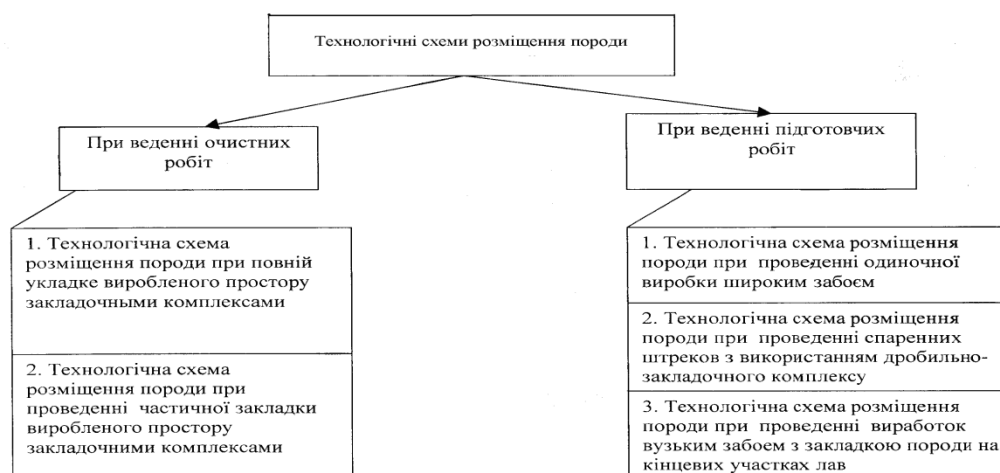 Технологічні схеми розміщення породи
При веденні очистних
робіт
При веденні підготовчих
робіт
1. Технологічна схема
розміщення породи при повній
укладке виробленого простору
закладочными комплексами
2. Технологічна схема
розміщення породи при
проведенні частичної закладки
виробленого простору
закладочними комплексами
1. Технологічна схема розміщення
породи при проведенні одиночної
виробки широким забоєм
2. Технологічна схема розміщення
породи при проведенні спаренних
штреков з використанням дробильно-
закладочного комплексу
3. Технологічна схема розміщення
породи при проведенні виработок
вузьким забоем з закладкою породи на
кінцевих участках лав